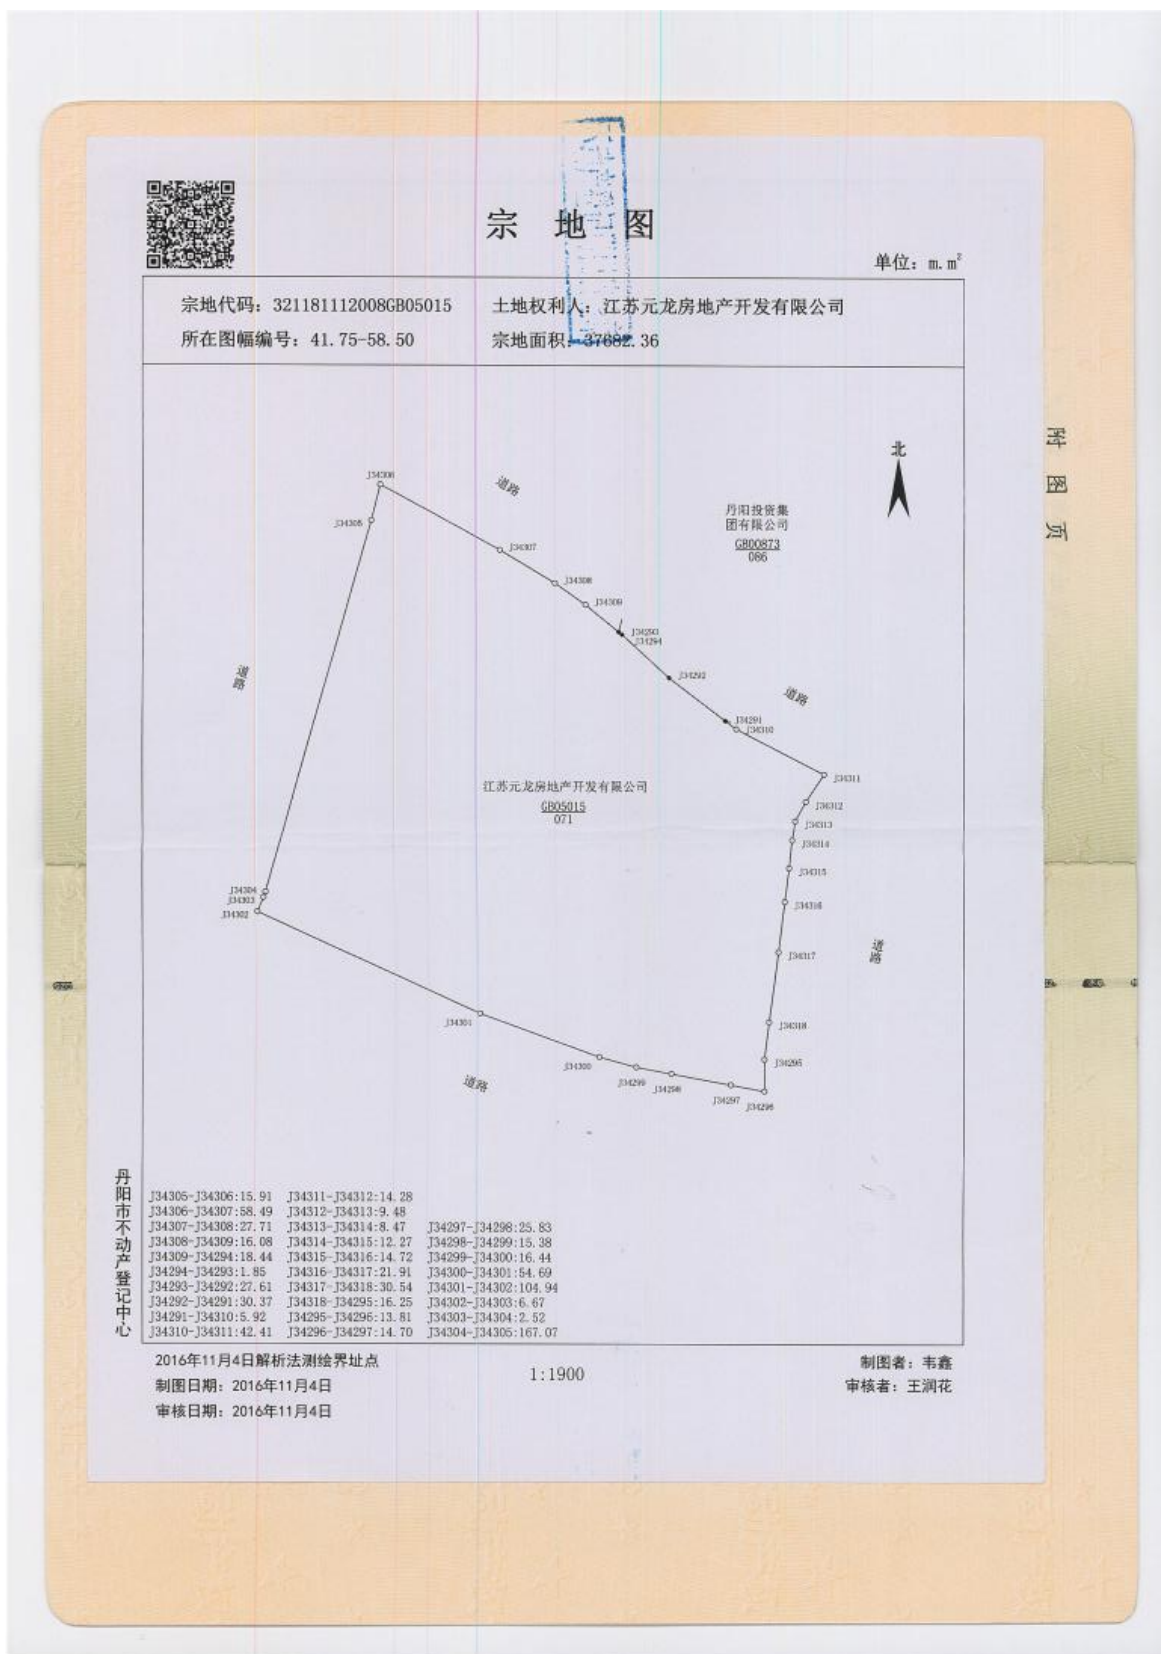 宗 地 图
单位：m.m²
宗地代码：321181112008GB05015 土地权利人：江苏元龙房地产开发有限公司
所在图幅编号：41.75-58.50 宗地面积：37682.36
附图页
北
J34306
道路
J34305
丹阳投资集
团有限公司
GB00873
086
J34307
J34308
J34309
J34293
J34294
道路
J34292
道路
J34291
J34310
J34311
江苏元龙房地产开发有限公司
GB05015
071
J34312
J34313
J34314
J34315
J34304
J34303
J34302
J34316
道路
J34317
J34301
J34318
J34300
J34295
J34299
J34298
道路
J34297
J34296
丹阳市不动产登记中心
J34305-J34306:15.91 J34311-J34312:14.28
J34306-J34307:58.49 J34312-J34313:9.48
J34307-J34308:27.71 J34313-J34314:8.47 J34297-J34298:25.83
J34308-J34309:16.08 J34314-J34315:12.27 J34298-J34299:15.38
J34309-J34294:18.44 J34315-J34316:14.72 J34299-J34300:16.44
J34294-J34293:1.85 J34316-J34317:21.91 J34300-J34301:54.69
J34293-J34292:27.61 J34317-J34318:30.54 J34301-J34302:104.94
J34292-J34291:30.37 J34318-J34295:16.25 J34302-J34303:6.67
J34291-J34310:5.92 J34295-J34296:13.81 J34303-J34304:2.52
J34310-J34311:42.41 J34296-J34297:14.70 J34304-J34305:167.07
2016年11月4日解析法测绘界址点
制图日期：2016年11月4日
审核日期：2016年11月4日
1:1900
制图者：韦鑫
审核者：王润花